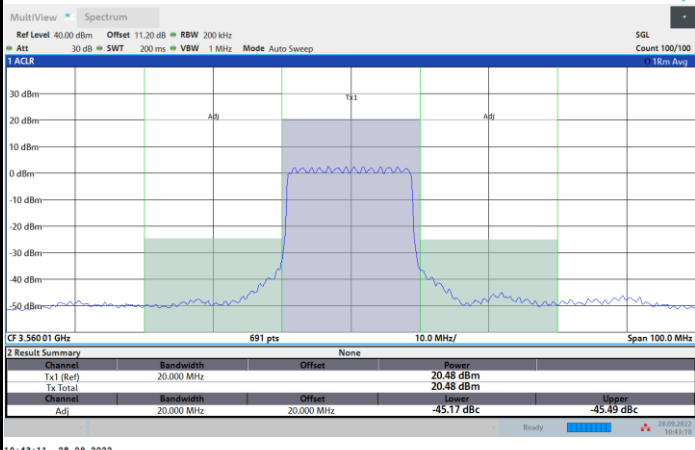 MultiView Spectrum
Ref Level 40.00 dBm Offset 11.20 dB RBW 200 kHz SGL
Att 30 dB SWT 200 ms VBW 1 MHz Mode Auto Sweep Count 100/100
1 ACLR 1Rm Avg
30 dBm
Tx1
20 dBm Adj Adj
10 dBm
0 dBm
-10 dBm
-20 dBm
-30 dBm
-40 dBm
-50 dBm
CF 3.56001 GHz 691 pts 10.0 MHz/ Span 100.0 MHz
2 Result Summary None
Channel Bandwidth Offset Power
Tx1 (Ref) 20.000 MHz 20.48 dBm
Tx Total 20.48 dBm
Channel Bandwidth Offset Lower Upper
Adj 20.000 MHz 20.000 MHz -45.17 dBc -45.49 dBc
Ready 28.09.2022
10:43:10
10:43:11 28.09.2022